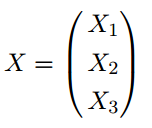 X₁
X = X₂
X₃